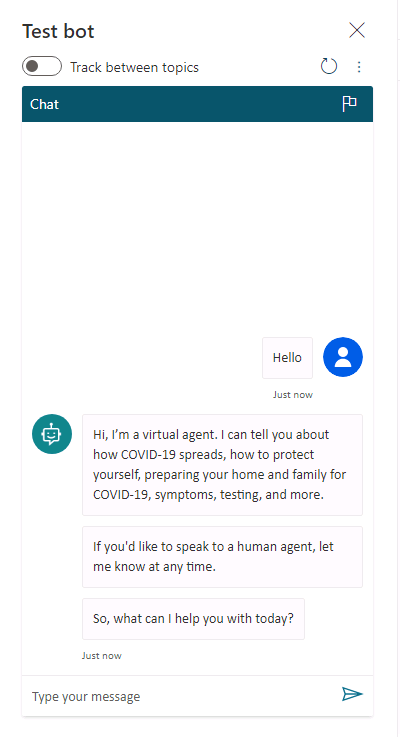 Test bot
Track between topics
Chat
Hello
Just now
Hi, I’m a virtual agent. I can tell you about
how COVID-19 spreads, how to protect
yourself, preparing your home and family for
COVID-19, symptoms, testing, and more.
If you'd like to speak to a human agent, let
me know at any time.
So, what can I help you with today?
Just now
Type your message